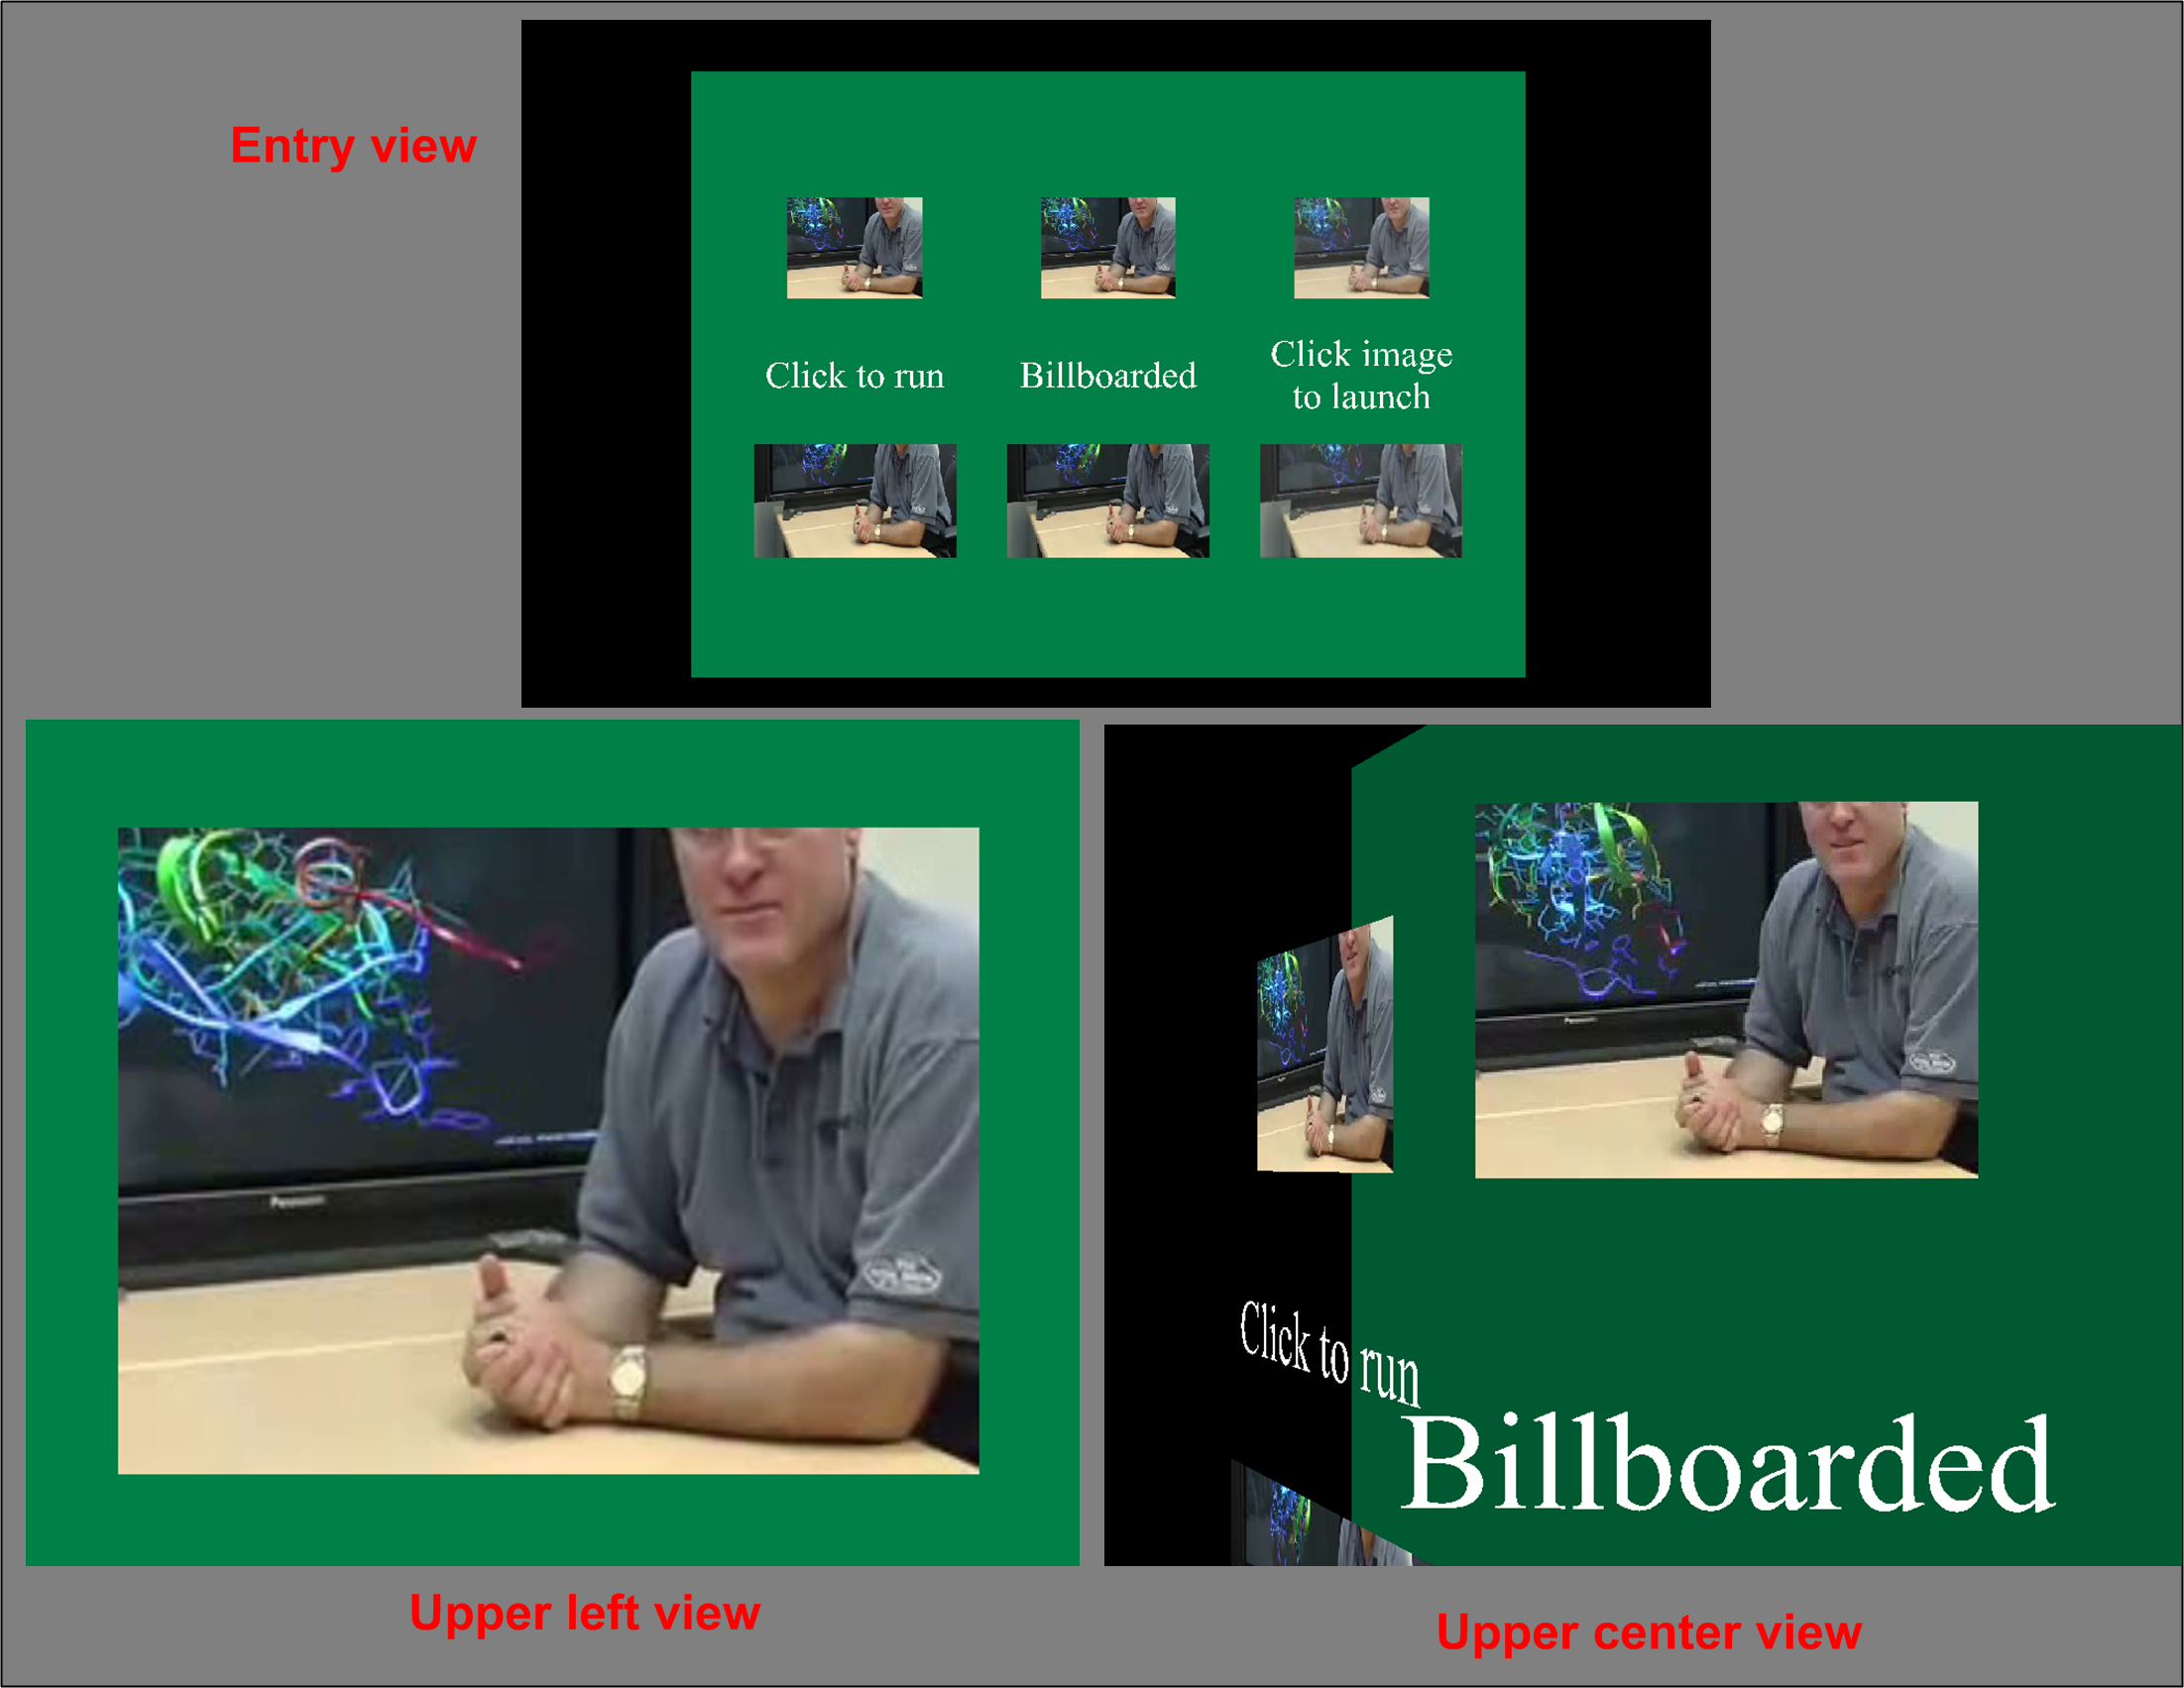 Entry view
Click to run
Billboarded
Click image
to launch
Panasonic
Click to run
Billboarded
Upper left view
Upper center view